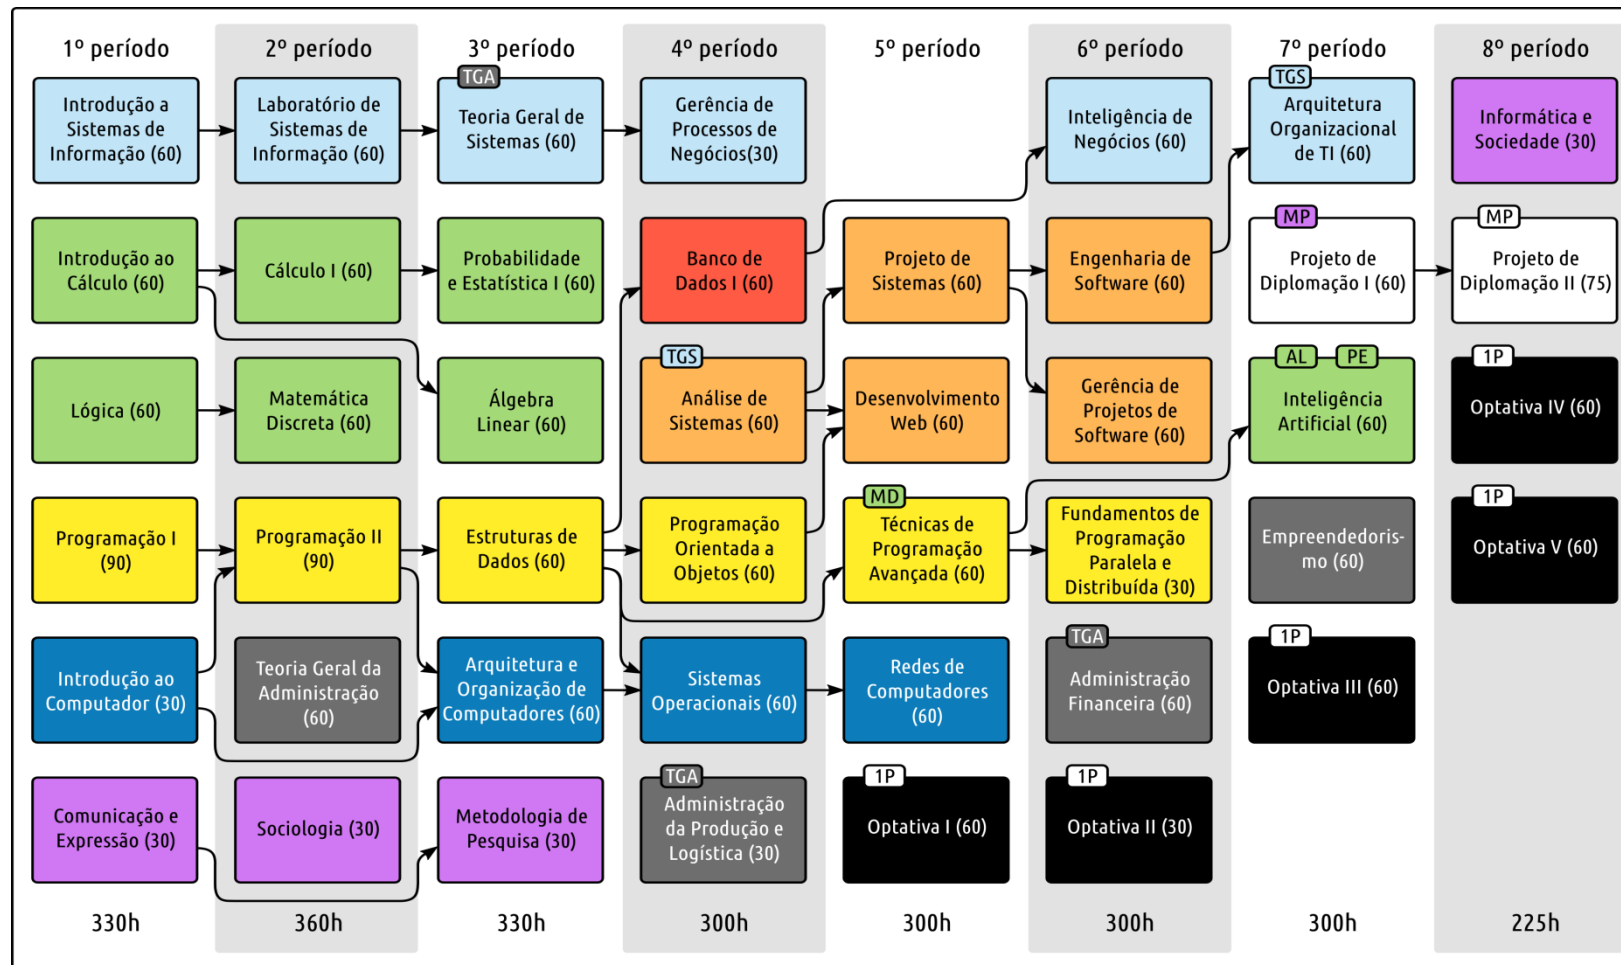 1º período
2º período
3º período
4º período
5º período
6º período
7º período
8º período
Introdução a
Sistemas de
Informação (60)
Laboratório de
Sistemas de
Informação (60)
TGA
Teoria Geral de
Sistemas (60)
Gerência de
Processos de
Negócios(30)
Inteligência de
Negócios (60)
TGS
Arquitetura
Organizacional
de TI (60)
Informática e
Sociedade (30)
Introdução ao
Cálculo (60)
Cálculo I (60)
Probabilidade
e Estatística I (60)
Banco de
Dados I (60)
Projeto de
Sistemas (60)
Engenharia de
Software (60)
MP
Projeto de
Diplomação I (60)
MP
Projeto de
Diplomação II (75)
Lógica (60)
Matemática
Discreta (60)
Álgebra
Linear (60)
TGS
Análise de
Sistemas (60)
Desenvolvimento
Web (60)
Gerência de
Projetos de
Software (60)
AL
PE
Inteligência
Artificial (60)
1P
Optativa IV (60)
Programação I
(90)
Programação II
(90)
Estruturas de
Dados (60)
Programação
Orientada a
Objetos (60)
MD
Técnicas de
Programação
Avançada (60)
Fundamentos de
Programação
Paralela e
Distribuída (30)
Empreendedoris-
mo (60)
1P
Optativa V (60)
Introdução ao
Computador (30)
Teoria Geral da
Administração
(60)
Arquitetura e
Organização de
Computadores (60)
Sistemas
Operacionais (60)
Redes de
Computadores
(60)
TGA
Administração
Financeira (60)
1P
Optativa III (60)
Comunicação e
Expressão (30)
Sociologia (30)
Metodologia de
Pesquisa (30)
TGA
Administração
da Produção e
Logística (30)
1P
Optativa I (60)
1P
Optativa II (30)
330h
360h
330h
300h
300h
300h
300h
225h